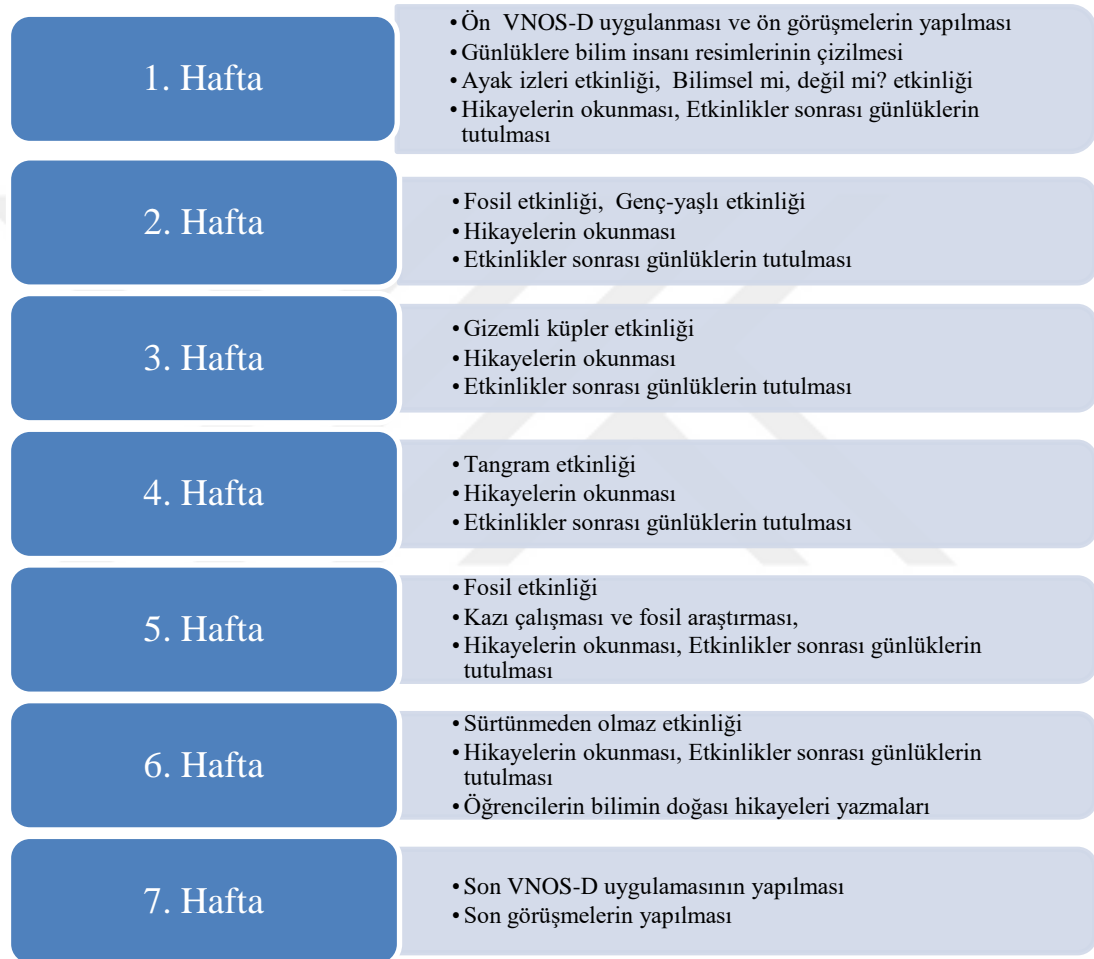 1. Hafta
•Ön VNOS-D uygulanması ve ön görüşmelerin yapılması
•Günlüklere bilim insanı resimlerinin çizilmesi
•Ayak izleri etkinliği, Bilimsel mi, değil mi? etkinliği
•Hikayelerin okunması, Etkinlikler sonrası günlüklerin
tutulması
2. Hafta
•Fosil etkinliği, Genç-yaşlı etkinliği
•Hikayelerin okunması
•Etkinlikler sonrası günlüklerin tutulması
3. Hafta
•Gizemli küpler etkinliği
•Hikayelerin okunması
•Etkinlikler sonrası günlüklerin tutulması
4. Hafta
•Tangram etkinliği
•Hikayelerin okunması
•Etkinlikler sonrası günlüklerin tutulması
5. Hafta
•Fosil etkinliği
•Kazı çalışması ve fosil araştırması,
•Hikayelerin okunması, Etkinlikler sonrası günlüklerin
tutulması
6. Hafta
•Sürtünmeden olmaz etkinliği
•Hikayelerin okunması, Etkinlikler sonrası günlüklerin
tutulması
•Öğrencilerin bilimin doğası hikayeleri yazmaları
7. Hafta
•Son VNOS-D uygulamasının yapılması
•Son görüşmelerin yapılması